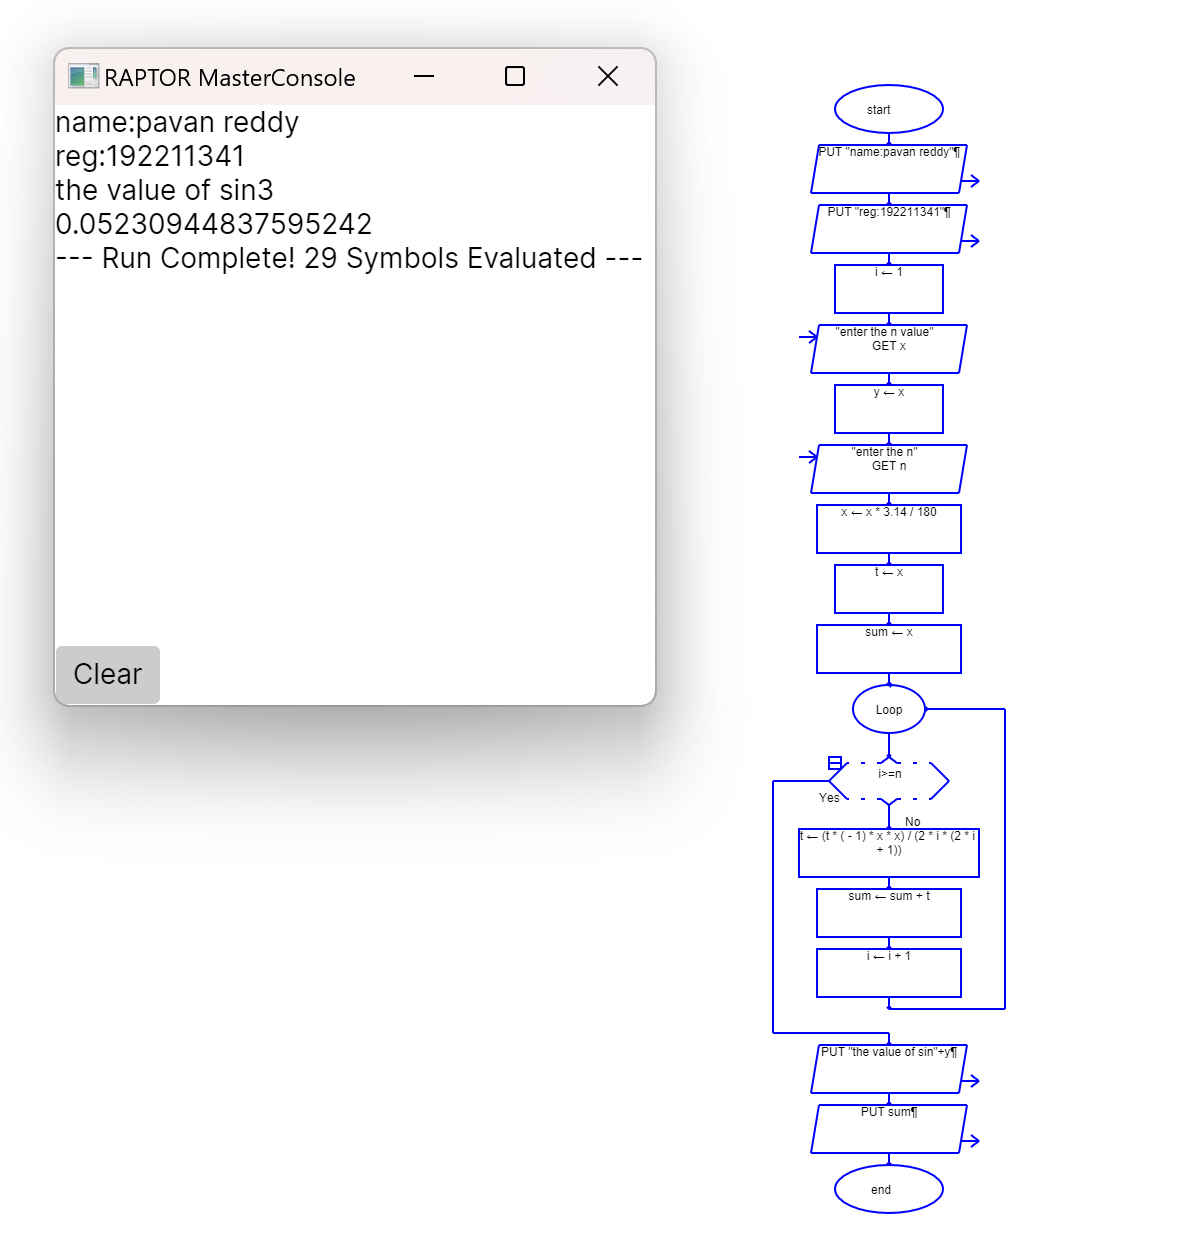 RAPTOR MasterConsole
name:pavan reddy
reg:192211341
the value of sin3
0.05230944837595242
--- Run Complete! 29 Symbols Evaluated ---
Clear
start
PUT "name:pavan reddy"¶
PUT "reg:192211341"¶
i ← 1
"enter the n value"
GET x
y ← x
"enter the n"
GET n
x ← x * 3.14 / 180
t ← x
sum ← x
Loop
i>=n
Yes
No
t ← (t * ( - 1) * x * x) / (2 * i * (2 * i
+ 1))
sum ← sum + t
i ← i + 1
PUT "the value of sin"+y¶
PUT sum¶
end